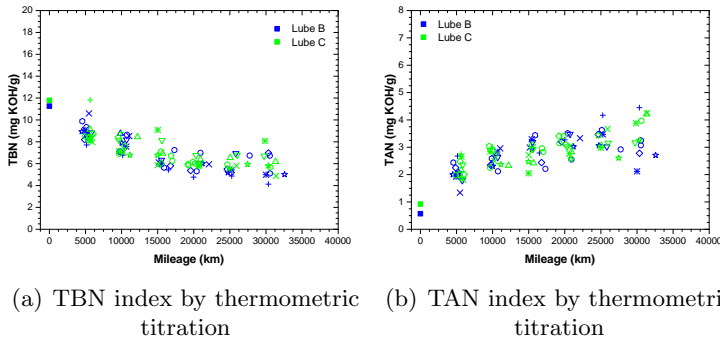 20
18
16
14
12
10
8
6
4
2
0
TBN (mg KOH/g)
Lube B
Lube C
0 5000 10000 15000 20000 25000 30000 35000 40000
Mileage (km)
(a) TBN index by thermometric
titration
8
7
6
5
4
3
2
1
0
TAN (mg KOH/g)
Lube B
Lube C
0 5000 10000 15000 20000 25000 30000 35000 40000
Mileage (km)
(b) TAN index by thermometri
titration